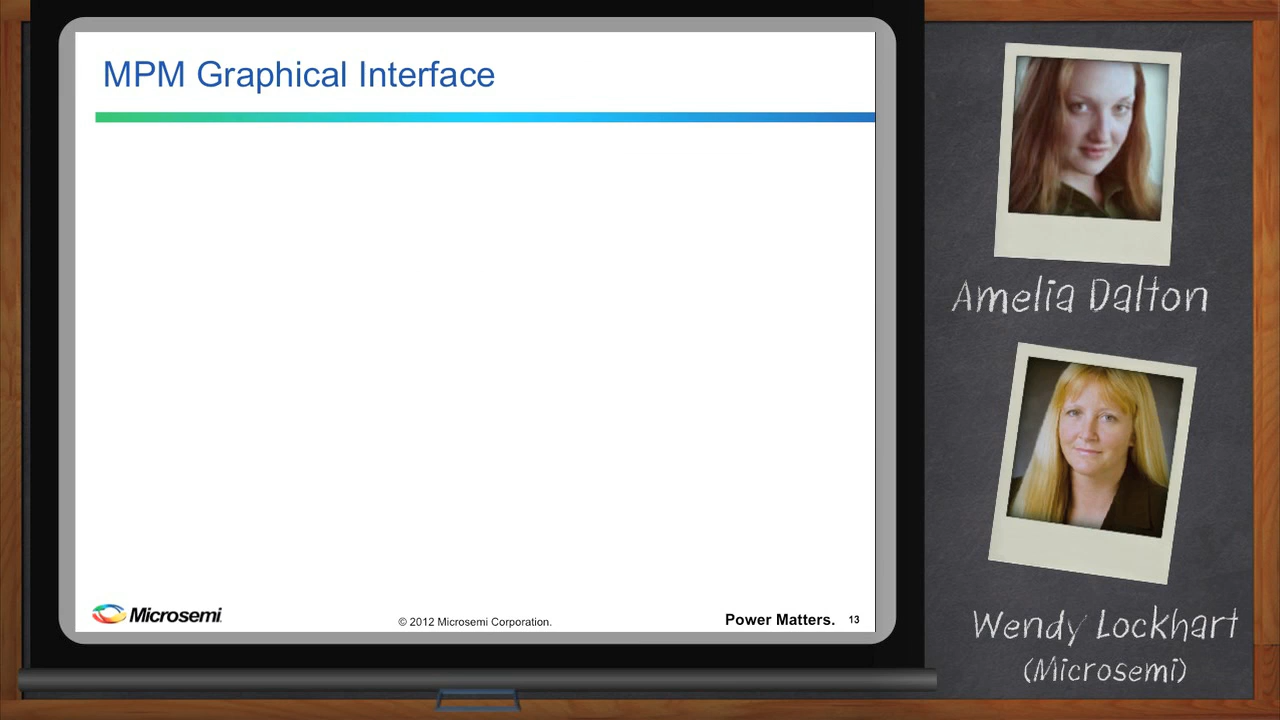 MPM Graphical Interface
Microsemi
© 2012 Microsemi Corporation.
Power Matters. 13
Amelia Dalton
Wendy Lockhart
(Microsemi)